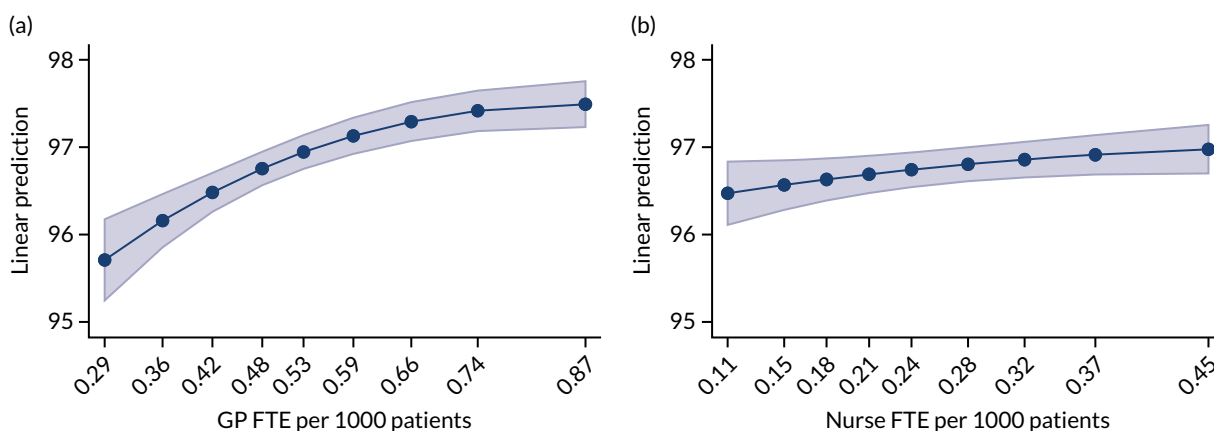 (a)
98
97
96
95
Linear prediction
0.29 0.36 0.42 0.48 0.53 0.59 0.66 0.74 0.87
GP FTE per 1000 patients
(b)
98
97
96
95
Linear prediction
0.11 0.15 0.18 0.21 0.24 0.28 0.32 0.37 0.45
Nurse FTE per 1000 patients